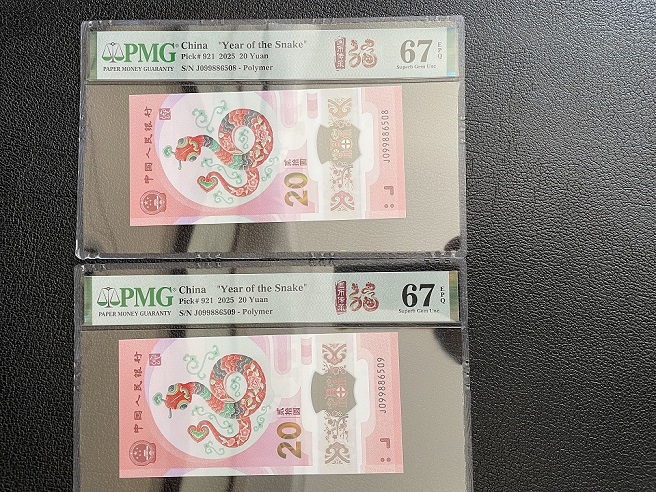 PMG
PAPER MONEY GUARANTY
China "Year of the Snake"
Pick# 921 2025 20 Yuan
S/N J099886508 - Polymer
67 EPQ
Superb Gem Unc
中国人民银行
贰拾圆
20
J099886508
PMG
PAPER MONEY GUARANTY
China "Year of the Snake"
Pick# 921 2025 20 Yuan
S/N J099886509 - Polymer
67 EPQ
Superb Gem Unc
中国人民银行
贰拾圆
20
J099886509